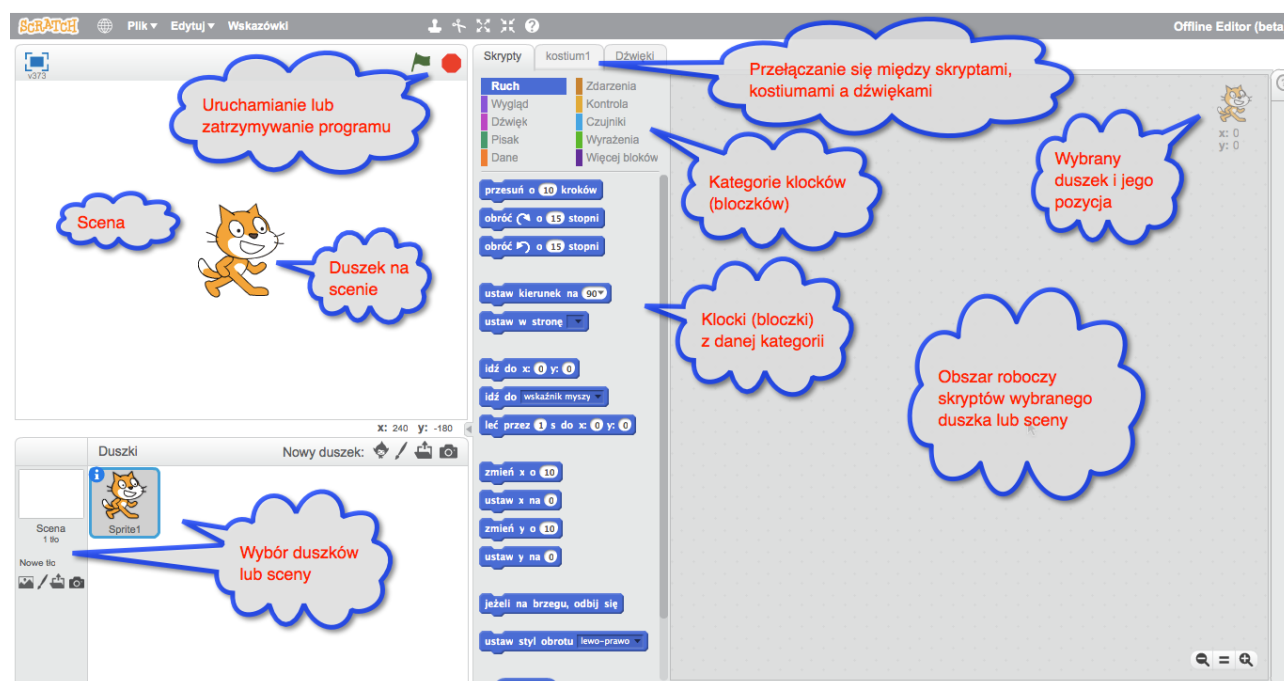 SCRATCH Plik Edytuj Wskazówki Offline Editor (beta
v373
Uruchamianie lub
zatrzymywanie programu
Scena
Duszek na
scenie
x: 240 y: -180
Skrypty kostium1 Dźwięki
Ruch Zdarzenia
Wygląd Kontrola
Dźwięk Czujniki
Pisak Wyrażenia
Dane Więcej bloków
przesuń o 10 kroków
obróć o 15 stopni
obróć o 15 stopni
ustaw kierunek na 90
ustaw w stronę
idź do x: 0 y: 0
idź do wskaźnik myszy
leć przez 1 s do x: 0 y: 0
zmień x o 10
ustaw x na 0
zmień y o 10
ustaw y na 0
jeżeli na brzegu, odbij się
ustaw styl obrotu lewo-prawo
Przełączanie się między skryptami,
kostiumami a dźwiękami
Kategorie klocków
(bloczków)
Klocki (bloczki)
z danej kategorii
x: 0
y: 0
Wybrany
duszek i jego
pozycja
Obszar roboczy
skryptów wybranego
duszka lub sceny
Duszki Nowy duszek:
Scena
1 tło
Nowe tło
Sprite1
Wybór duszków
lub sceny